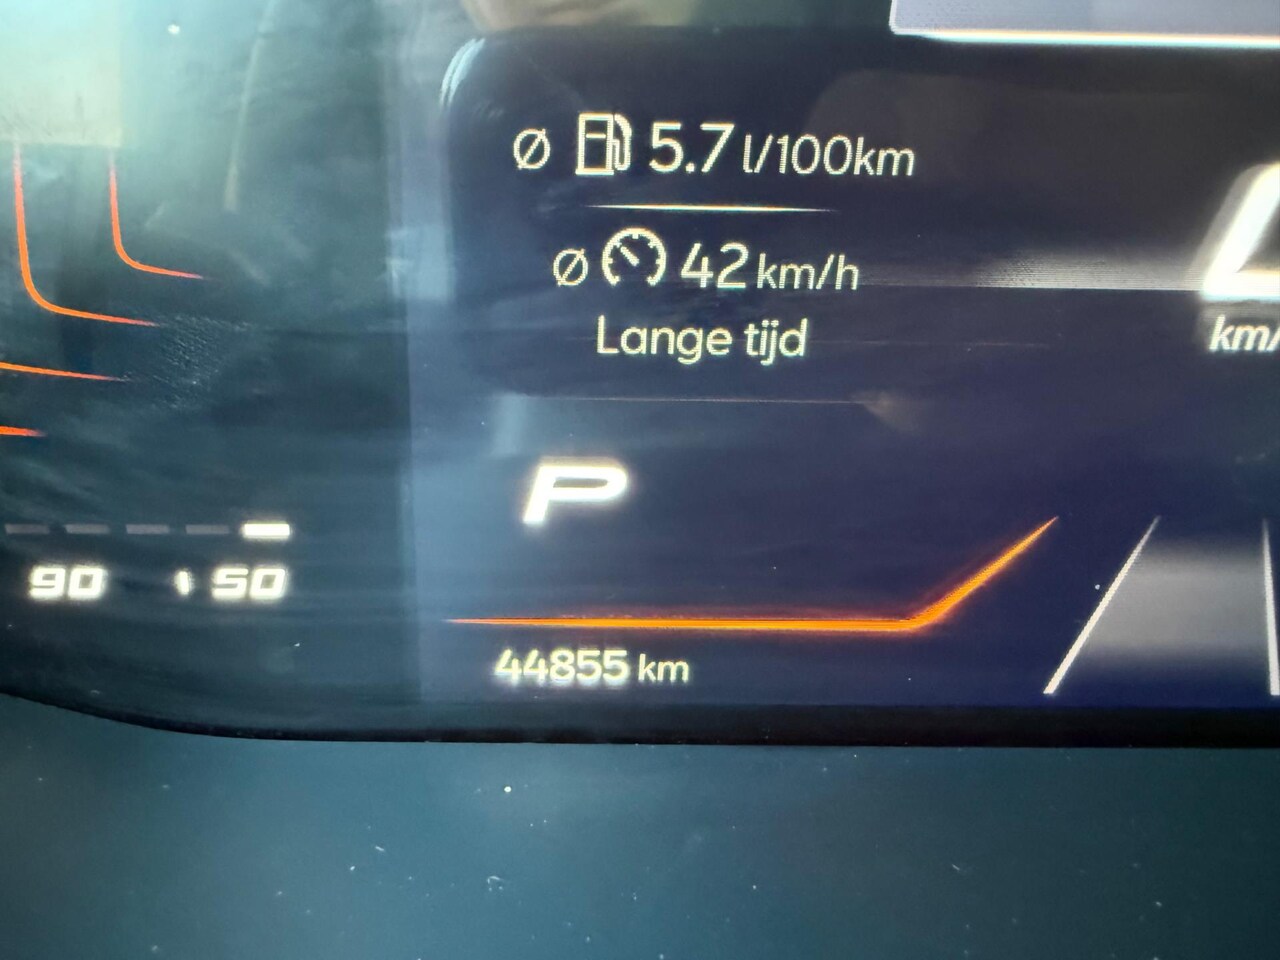 Ø 5.7 l/100km
Ø 42 km/h
Lange tijd
km/
P
90 50
44855 km